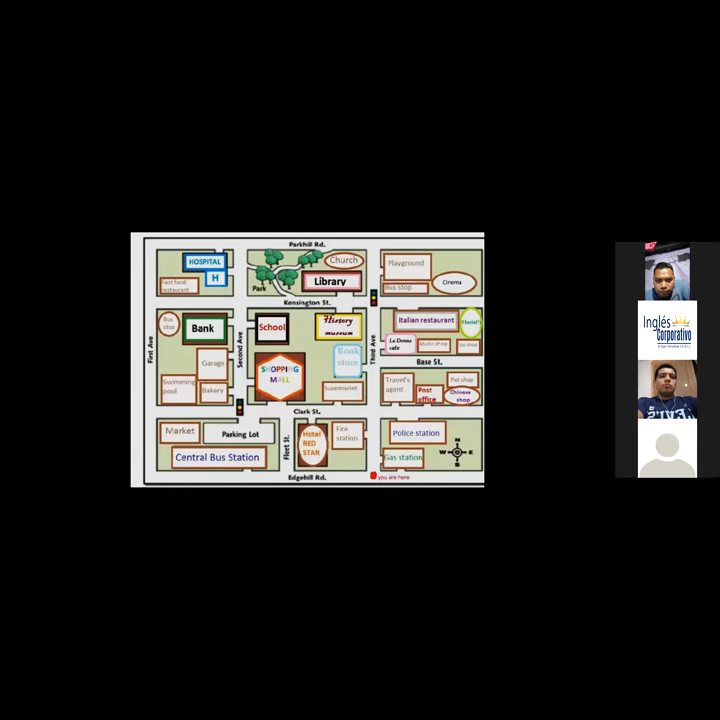 Parkhill Rd.
HOSPITAL
H
Fast food
restaurant
Park
Church
Library
Playground
Bus stop
Cinema
Kensington St.
Bus
stop
Bank
School
History
museum
Italian restaurant
Florist's
La Donna
cafe
Music shop
First Ave
Second Ave
Third Ave
Book
store
Base St.
Garage
SHOPPING
MALL
Swimming
pool
Bakery
Supermarket
Travel's
agent
Post
office
Pet shop
Chinese
shop
Clark St.
Market
Parking Lot
Central Bus Station
Fleet St.
Hotel
RED
STAR
Fire
station
Police station
Gas station
N
W
E
S
Edgehill Rd.
you are here
Inglés
Corporativo